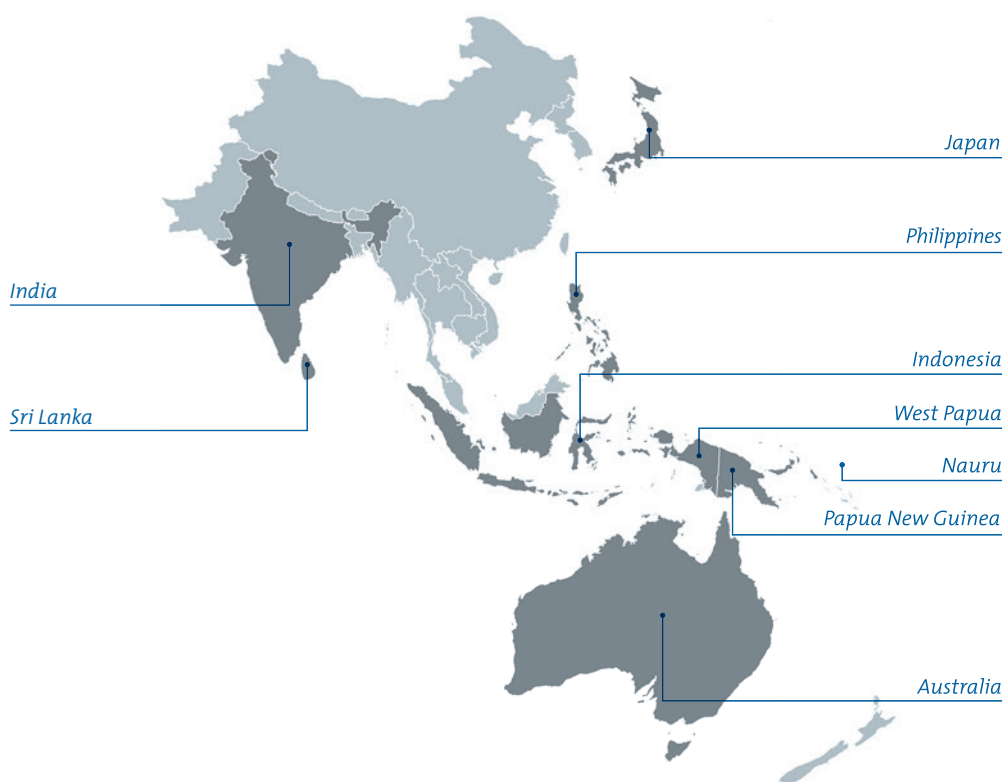 Japan
Philippines
India
Indonesia
West Papua
Sri Lanka
Nauru
Papua New Guinea
Australia